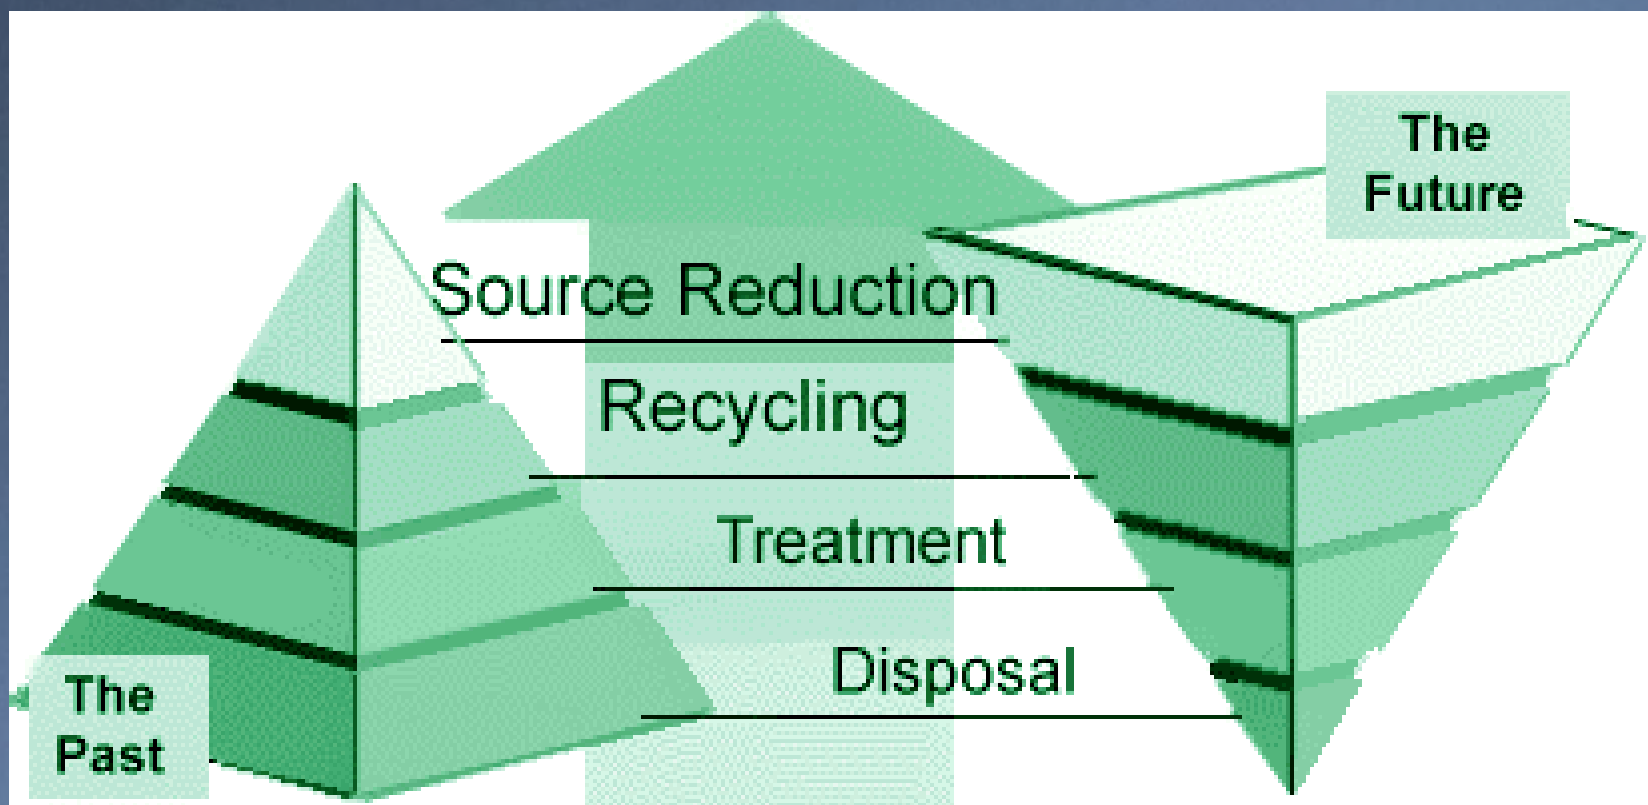 The
Future
Source Reduction
Recycling
Treatment
Disposal
The
Past